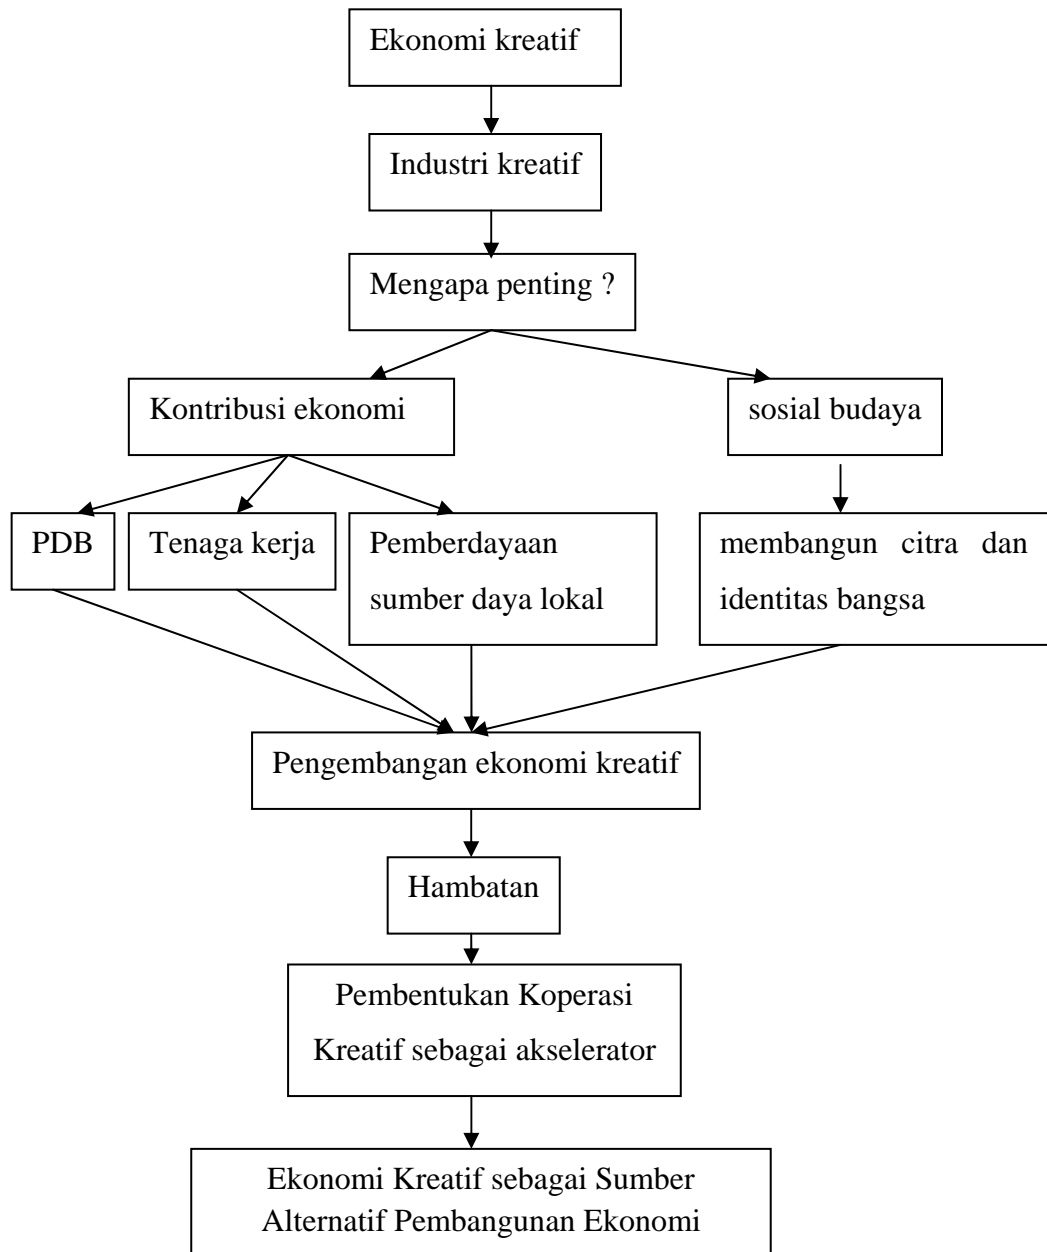 Ekonomi kreatif
Industri kreatif
Mengapa penting ?
Kontribusi ekonomi
sosial budaya
PDB
Tenaga kerja
Pemberdayaan
sumber daya lokal
membangun citra dan
identitas bangsa
Pengembangan ekonomi kreatif
Hambatan
Pembentukan Koperasi
Kreatif sebagai akselerator
Ekonomi Kreatif sebagai Sumber
Alternatif Pembangunan Ekonomi